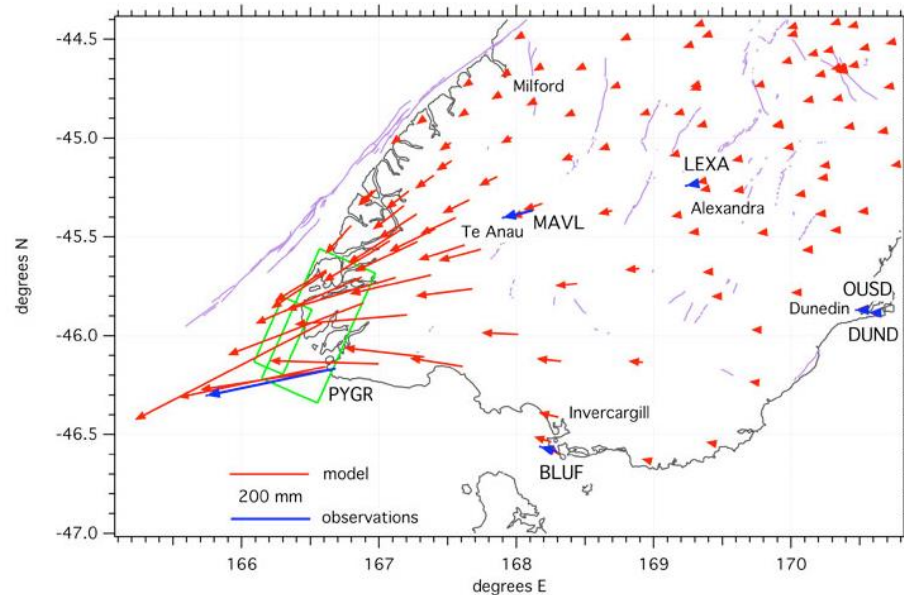 -44.5
Milford
-45.0
LEXA
Alexandra
MAVL
Te Anau
-45.5
degrees N
OUSD
Dunedin
DUND
-46.0
PYGR
Invercargill
-46.5
BLUF
model
200 mm
observations
-47.0
166 167 168 169 170
degrees E